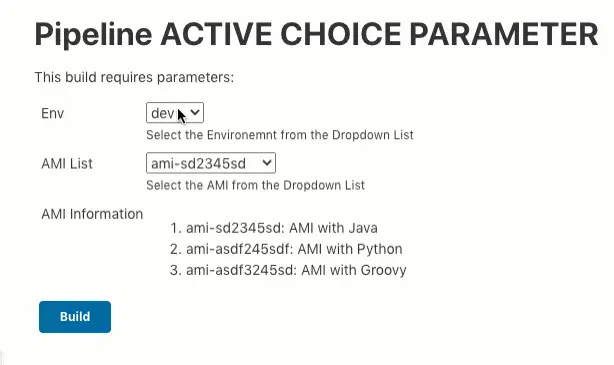 Pipeline ACTIVE CHOICE PARAMETER
This build requires parameters:
Env dev
Select the Environemnt from the Dropdown List
AMI List ami-sd2345sd
Select the AMI from the Dropdown List
AMI Information
1. ami-sd2345sd: AMI with Java
2. ami-asdf245sdf: AMI with Python
3. ami-asdf3245sd: AMI with Groovy
Build